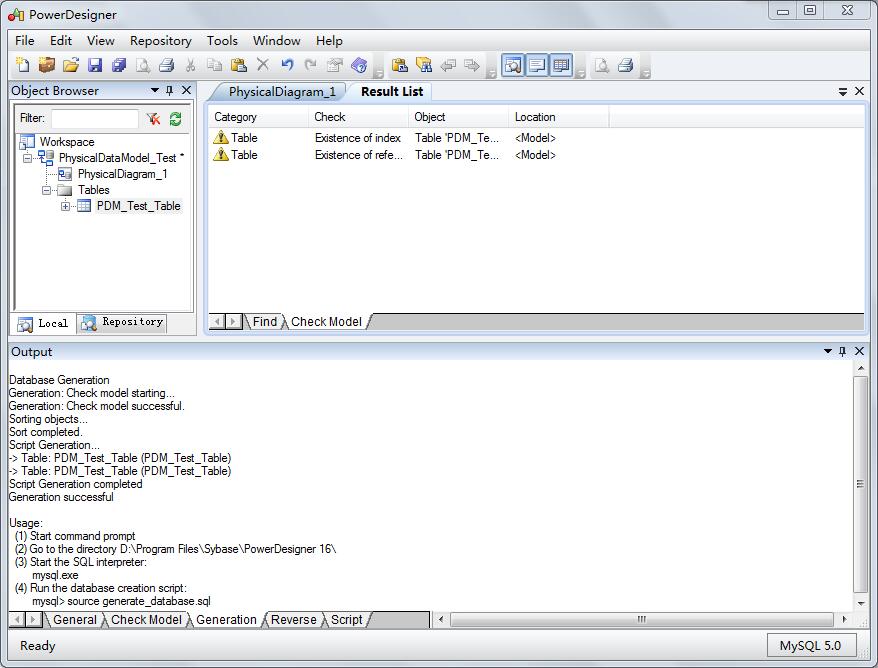 PowerDesigner
File Edit View Repository Tools Window Help
Object Browser
Filter:
Workspace
PhysicalDataModel_Test *
PhysicalDiagram_1
Tables
PDM_Test_Table
Local Repository
PhysicalDiagram_1 Result List
Category Check Object Location
Table Existence of index Table 'PDM_Te... <Model>
Table Existence of refe... Table 'PDM_Te... <Model>
Find Check Model
Output
Database Generation
Generation: Check model starting...
Generation: Check model successful.
Sorting objects...
Sort completed.
Script Generation...
-> Table: PDM_Test_Table (PDM_Test_Table)
-> Table: PDM_Test_Table (PDM_Test_Table)
Script Generation completed
Generation successful
Usage:
(1) Start command prompt
(2) Go to the directory D:\Program Files\Sybase\PowerDesigner 16\
(3) Start the SQL interpreter:
mysql.exe
(4) Run the database creation script:
mysql> source generate_database.sql
General Check Model Generation Reverse Script
Ready MySQL 5.0